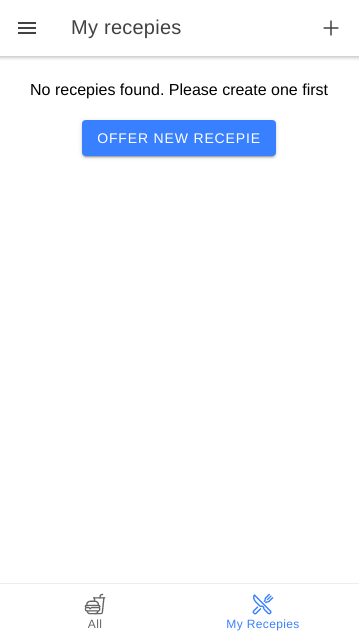 My recepies
No recepies found. Please create one first
OFFER NEW RECEPIE
All
My Recepies